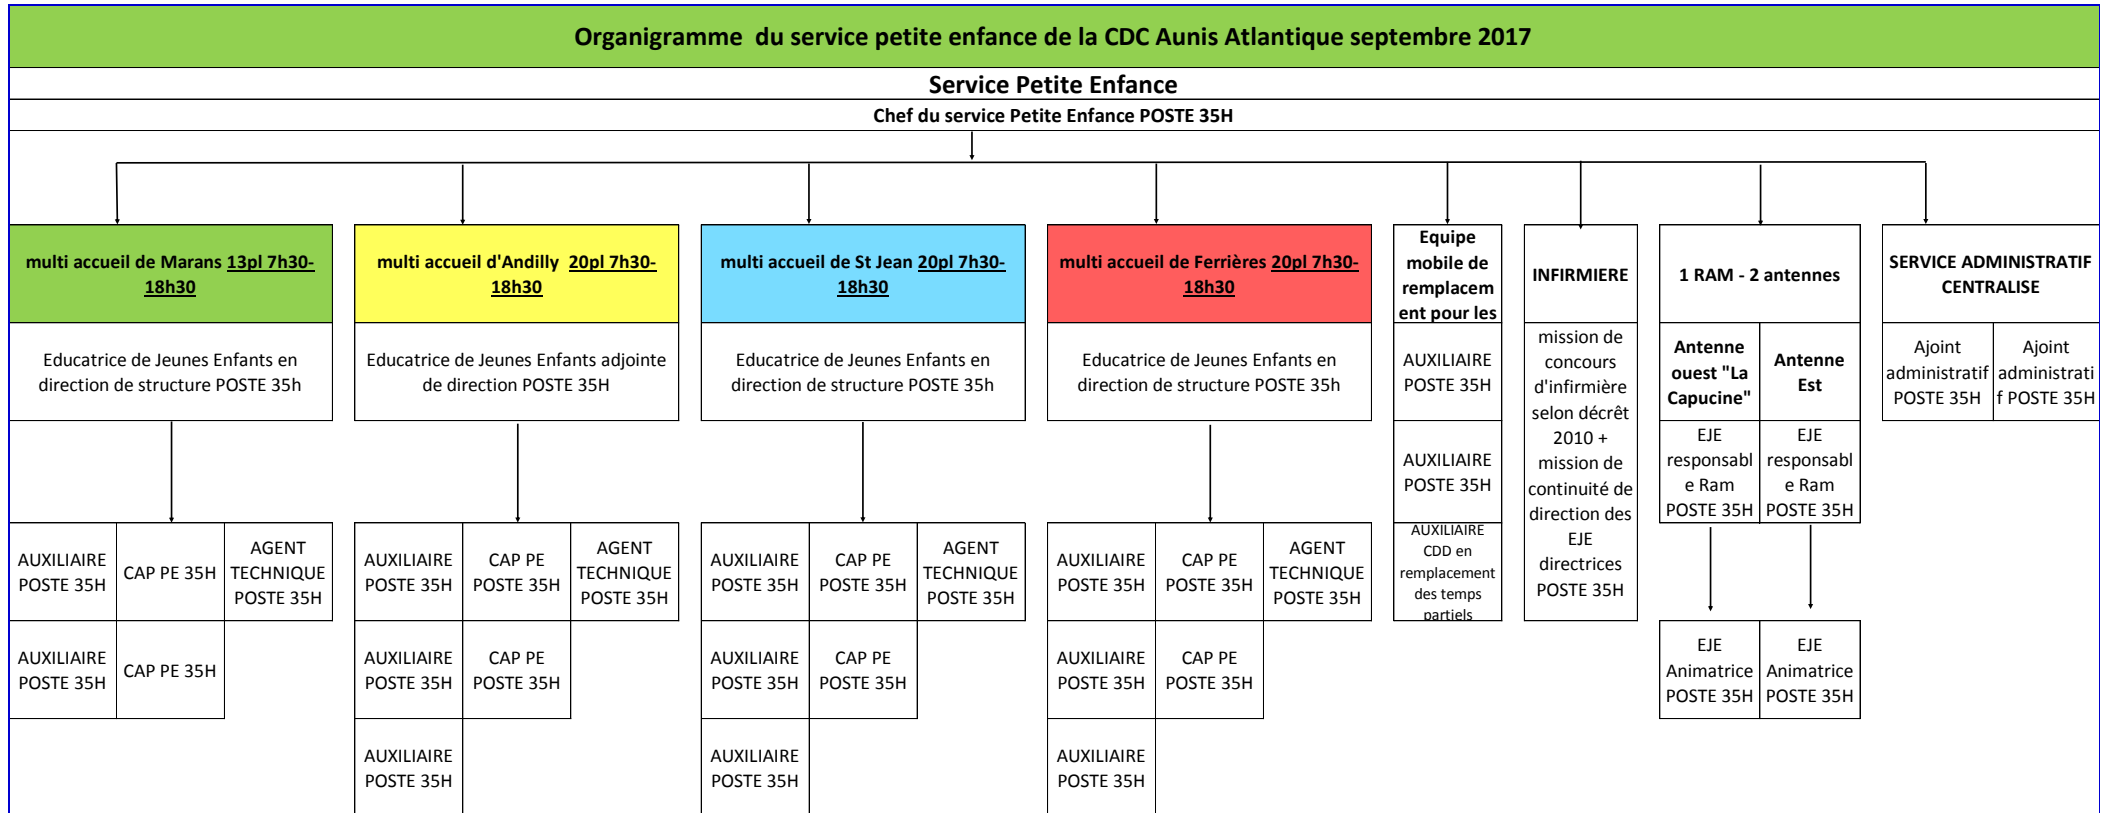 Organigramme  du service petite enfance de la CDC Aunis Atlantique septembre 2017
Service Petite Enfance
Chef du service Petite Enfance POSTE 35H
multi accueil de Marans 13pl 7h30-
18h30
Educatrice de Jeunes Enfants en
direction de structure POSTE 35h
AUXILIAIRE
POSTE 35H
CAP PE 35H
AGENT
TECHNIQUE
POSTE 35H
AUXILIAIRE
POSTE 35H
CAP PE 35H
multi accueil d'Andilly  20pl 7h30-
18h30
Educatrice de Jeunes Enfants adjointe
de direction POSTE 35H
AUXILIAIRE
POSTE 35H
CAP PE
POSTE 35H
AGENT
TECHNIQUE
POSTE 35H
AUXILIAIRE
POSTE 35H
CAP PE
POSTE 35H
AUXILIAIRE
POSTE 35H
multi accueil de St Jean 20pl 7h30-
18h30
Educatrice de Jeunes Enfants en
direction de structure POSTE 35h
AUXILIAIRE
POSTE 35H
CAP PE
POSTE 35H
AGENT
TECHNIQUE
POSTE 35H
AUXILIAIRE
POSTE 35H
CAP PE
POSTE 35H
AUXILIAIRE
POSTE 35H
multi accueil de Ferrières 20pl 7h30-
18h30
Educatrice de Jeunes Enfants en
direction de structure POSTE 35h
AUXILIAIRE
POSTE 35H
CAP PE
POSTE 35H
AGENT
TECHNIQUE
POSTE 35H
AUXILIAIRE
POSTE 35H
CAP PE
POSTE 35H
AUXILIAIRE
POSTE 35H
Equipe
mobile de
remplacem
ent pour les
AUXILIAIRE
POSTE 35H
AUXILIAIRE
POSTE 35H
AUXILIAIRE
CDD en
remplacement
des temps
partiels
INFIRMIERE
mission de
concours
d'infirmière
selon décrêt
2010 +
mission de
continuité de
direction des
EJE
directrices
POSTE 35H
1 RAM - 2 antennes
Antenne
ouest "La
Capucine"
EJE
responsabl
e Ram
POSTE 35H
EJE
Animatrice
POSTE 35H
Antenne
Est
EJE
responsabl
e Ram
POSTE 35H
EJE
Animatrice
POSTE 35H
SERVICE ADMINISTRATIF
CENTRALISE
Ajoint
administratif
POSTE 35H
Ajoint
administrati
f POSTE 35H